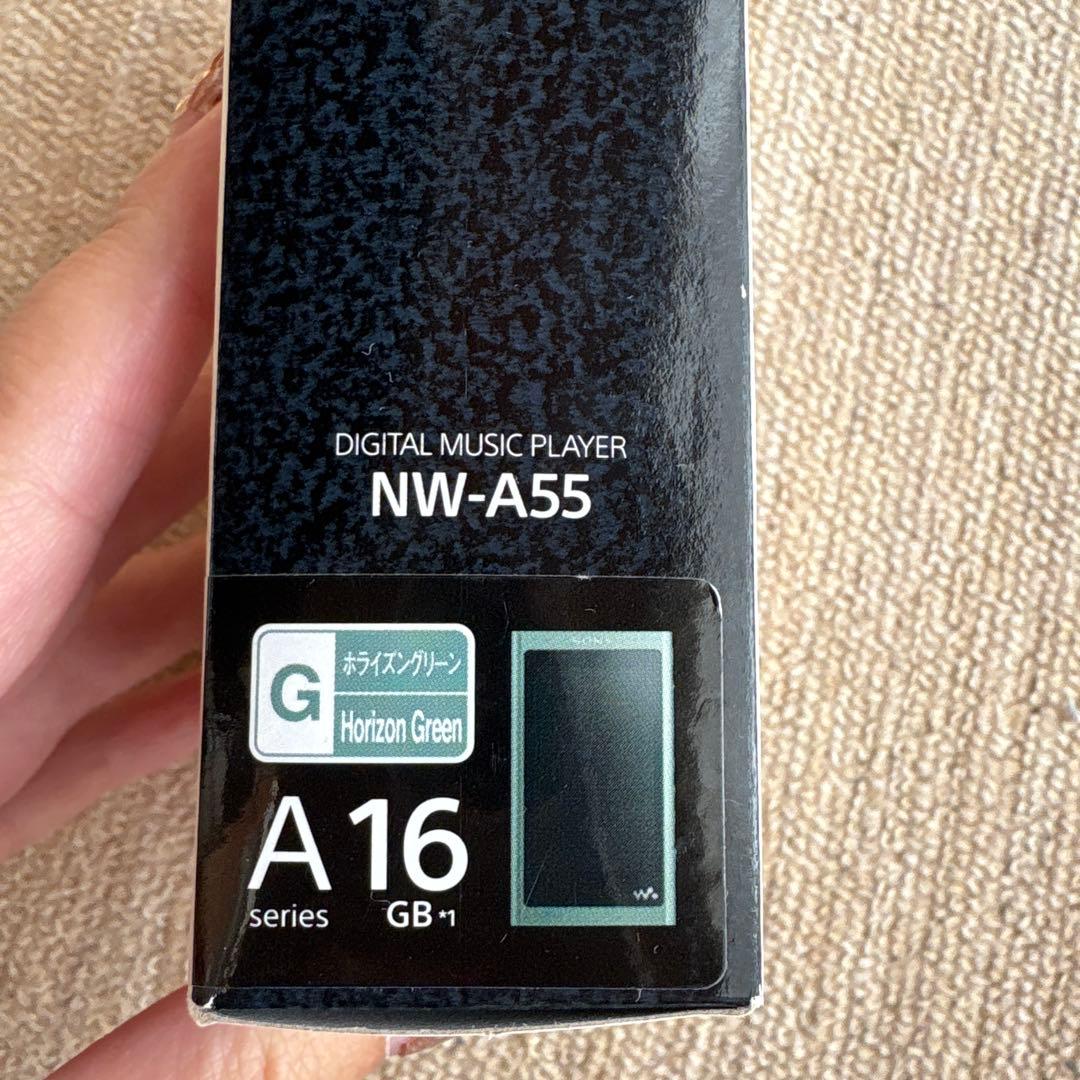 DIGITAL MUSIC PLAYER
NW-A55
G
ホライズングリーン
Horizon Green
SONY
A 16
series GB *1